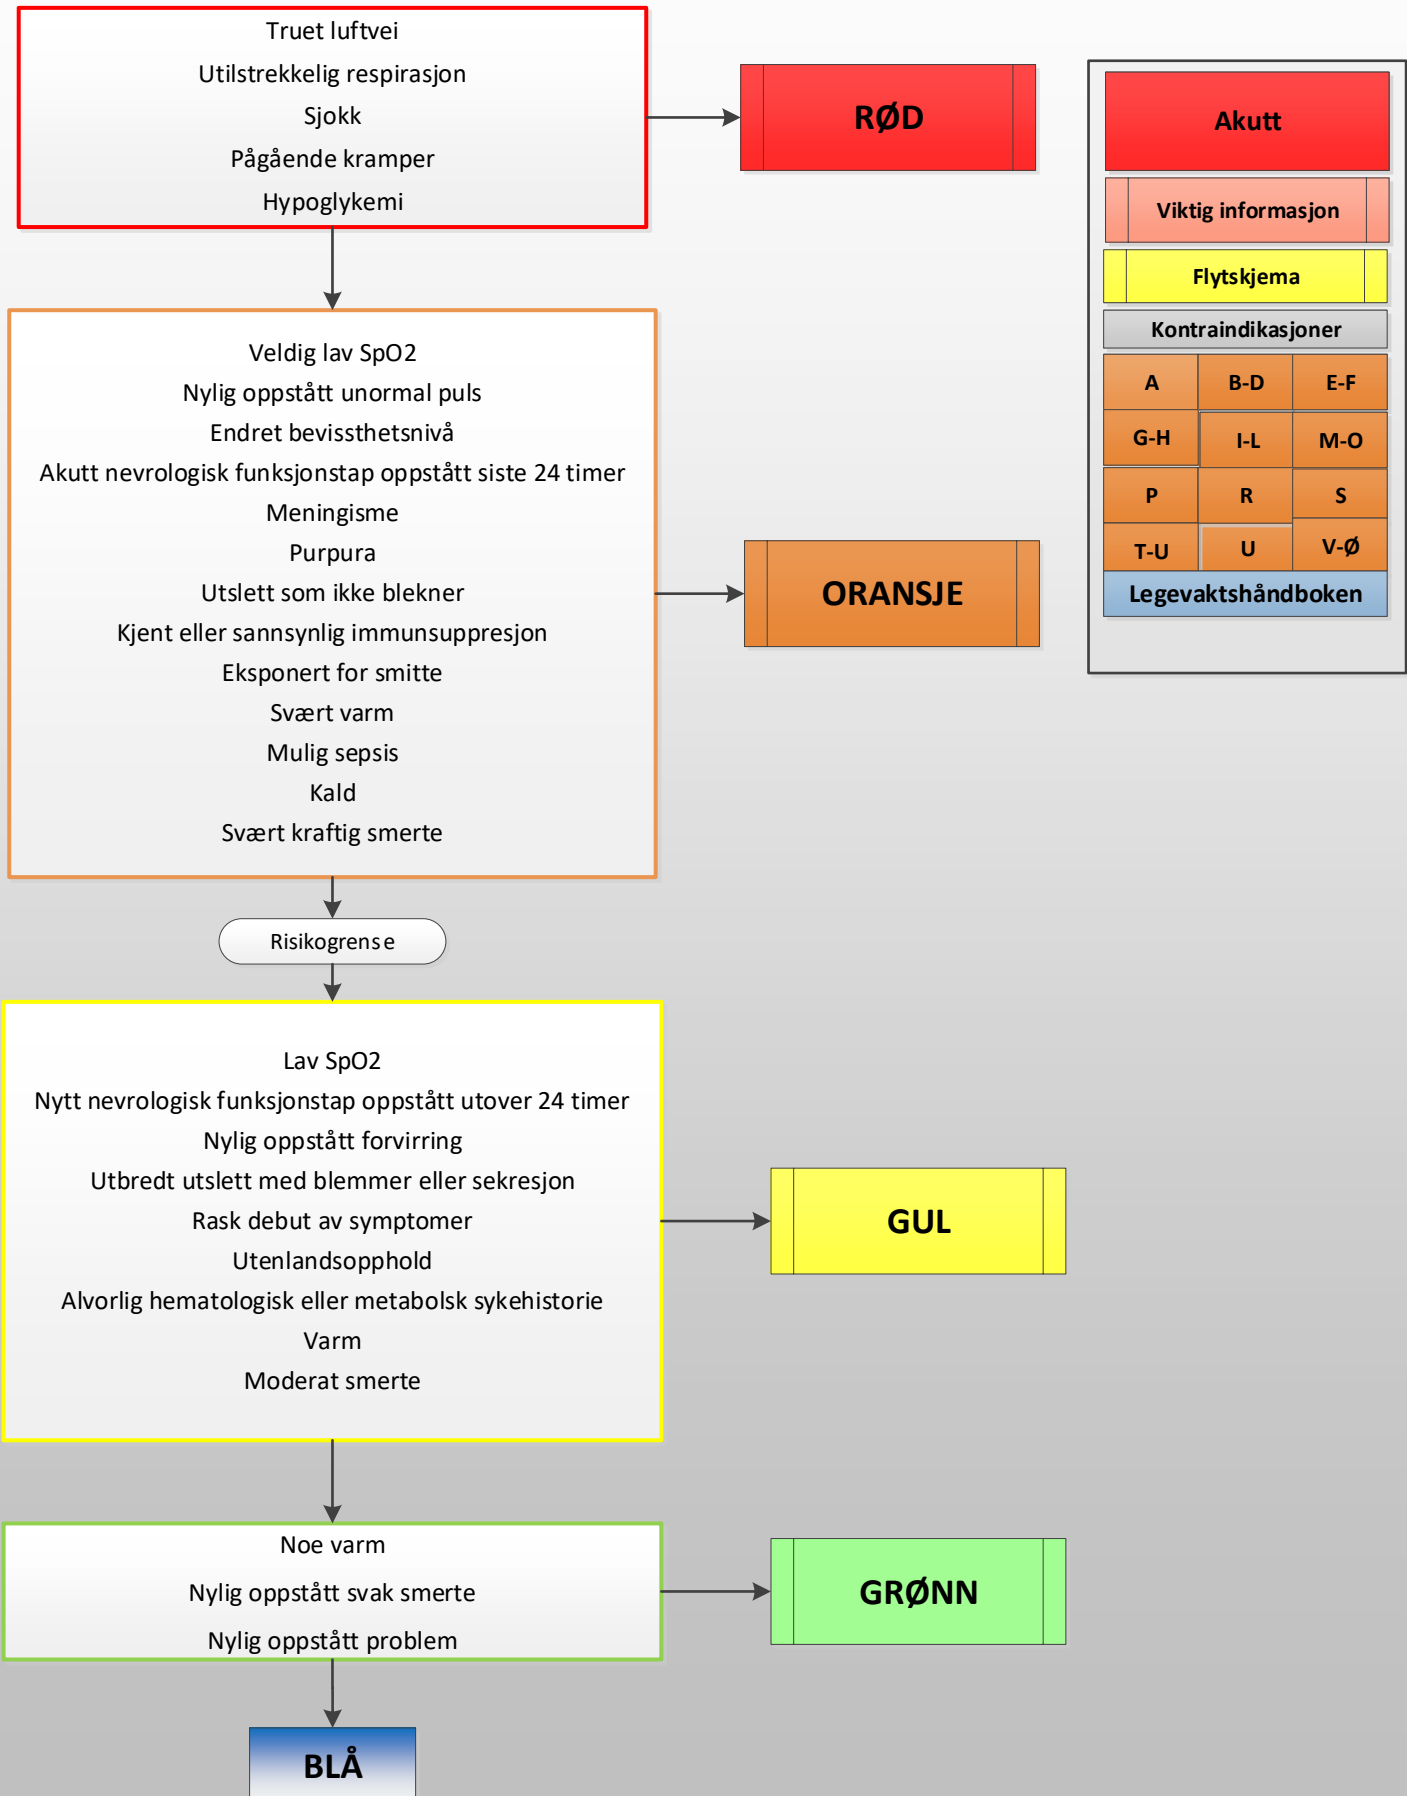 Truet luftvei
Utilstrekkelig respirasjon
Sjokk
Pågående kramper
Hypoglykemi
RØD
Veldig lav SpO2
Nylig oppstått unormal puls
Endret bevissthetsnivå
Akutt nevrologisk funksjonstap oppstått siste 24 timer
Meningisme
Purpura
Utslett som ikke blekner
Kjent eller sannsynlig immunsuppresjon
Eksponert for smitte
Svært varm
Mulig sepsis
Kald
Svært kraftig smerte
ORANSJE
Risikogrense
Lav SpO2
Nytt nevrologisk funksjonstap oppstått utover 24 timer
Nylig oppstått forvirring
Utbredt utslett med blemmer eller sekresjon
Rask debut av symptomer
Utenlandsopphold
Alvorlig hematologisk eller metabolsk sykehistorie
Varm
Moderat smerte
GUL
Noe varm
Nylig oppstått svak smerte
Nylig oppstått problem
GRØNN
BLÅ
Akutt
Viktig informasjon
Flytskjema
Kontraindikasjoner
A B-D E-F
G-H I-L M-O
P R S
T-U U V-Ø
Legevaktshåndboken